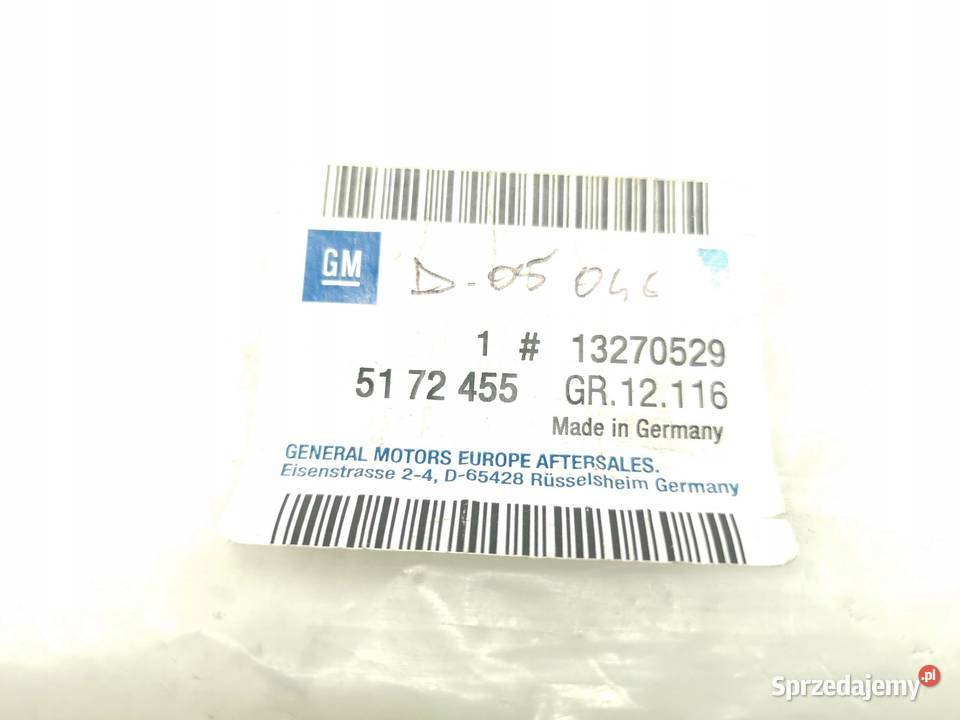 GM
D-05 046
1 # 13270529
51 72 455 GR.12.116
Made in Germany
GENERAL MOTORS EUROPE AFTERSALES.
Eisenstrasse 2-4, D-65428 Rüsselsheim Germany
Sprzedajemy.pl